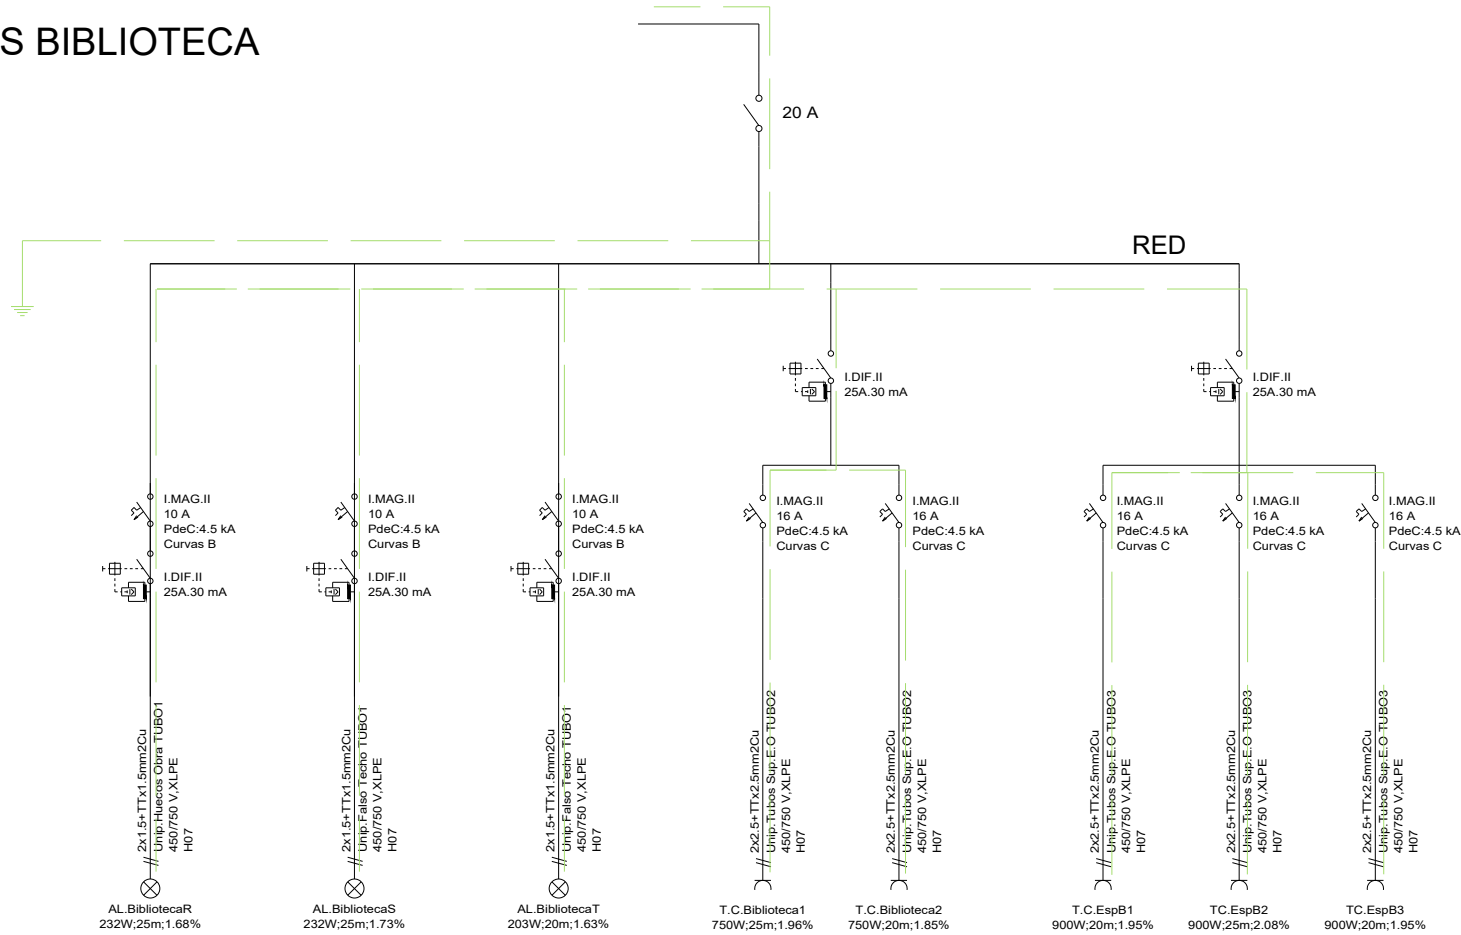 S BIBLIOTECA
20 A
RED
I.DIF.II
25A.30 mA
I.DIF.II
25A.30 mA
I.MAG.II
10 A
PdeC:4.5 kA
Curvas B
I.DIF.II
25A.30 mA
I.MAG.II
10 A
PdeC:4.5 kA
Curvas B
I.DIF.II
25A.30 mA
I.MAG.II
10 A
PdeC:4.5 kA
Curvas B
I.DIF.II
25A.30 mA
I.MAG.II
16 A
PdeC:4.5 kA
Curvas C
I.MAG.II
16 A
PdeC:4.5 kA
Curvas C
I.MAG.II
16 A
PdeC:4.5 kA
Curvas C
I.MAG.II
16 A
PdeC:4.5 kA
Curvas C
I.MAG.II
16 A
PdeC:4.5 kA
Curvas C
2x1.5+TTx1.5mm2Cu
Unip.Huecos Obra TUBO1
450/750 V,XLPE
H07
2x1.5+TTx1.5mm2Cu
Unip.Falso Techo TUBO1
450/750 V,XLPE
H07
2x1.5+TTx1.5mm2Cu
Unip.Falso Techo TUBO1
450/750 V,XLPE
H07
2x2.5+TTx2.5mm2Cu
Unip.Tubos Sup.E.O TUBO2
450/750 V,XLPE
H07
2x2.5+TTx2.5mm2Cu
Unip.Tubos Sup.E.O TUBO2
450/750 V,XLPE
H07
2x2.5+TTx2.5mm2Cu
Unip.Tubos Sup.E.O TUBO3
450/750 V,XLPE
H07
2x2.5+TTx2.5mm2Cu
Unip.Tubos Sup.E.O TUBO3
450/750 V,XLPE
H07
2x2.5+TTx2.5mm2Cu
Unip.Tubos Sup.E.O TUBO3
450/750 V,XLPE
H07
AL.BibliotecaR
232W;25m;1.68%
AL.BibliotecaS
232W;25m;1.73%
AL.BibliotecaT
203W;20m;1.63%
T.C.Biblioteca1
750W;25m;1.96%
T.C.Biblioteca2
750W;20m;1.85%
T.C.EspB1
900W;20m;1.95%
TC.EspB2
900W;25m;2.08%
TC.EspB3
900W;20m;1.95%